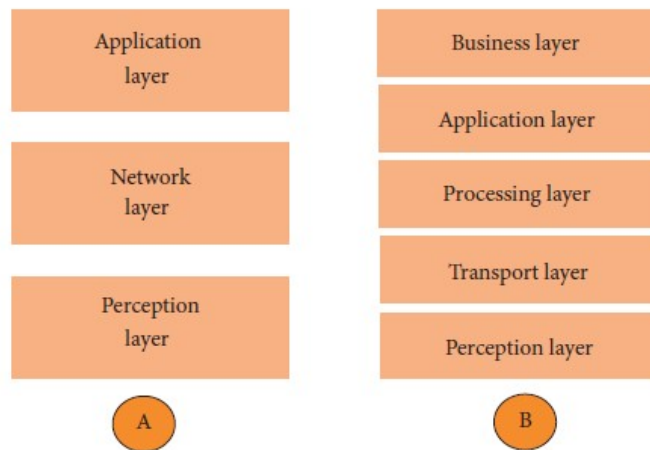 Application
layer
Network
layer
Perception
layer
A
Business layer
Application layer
Processing layer
Transport layer
Perception layer
B